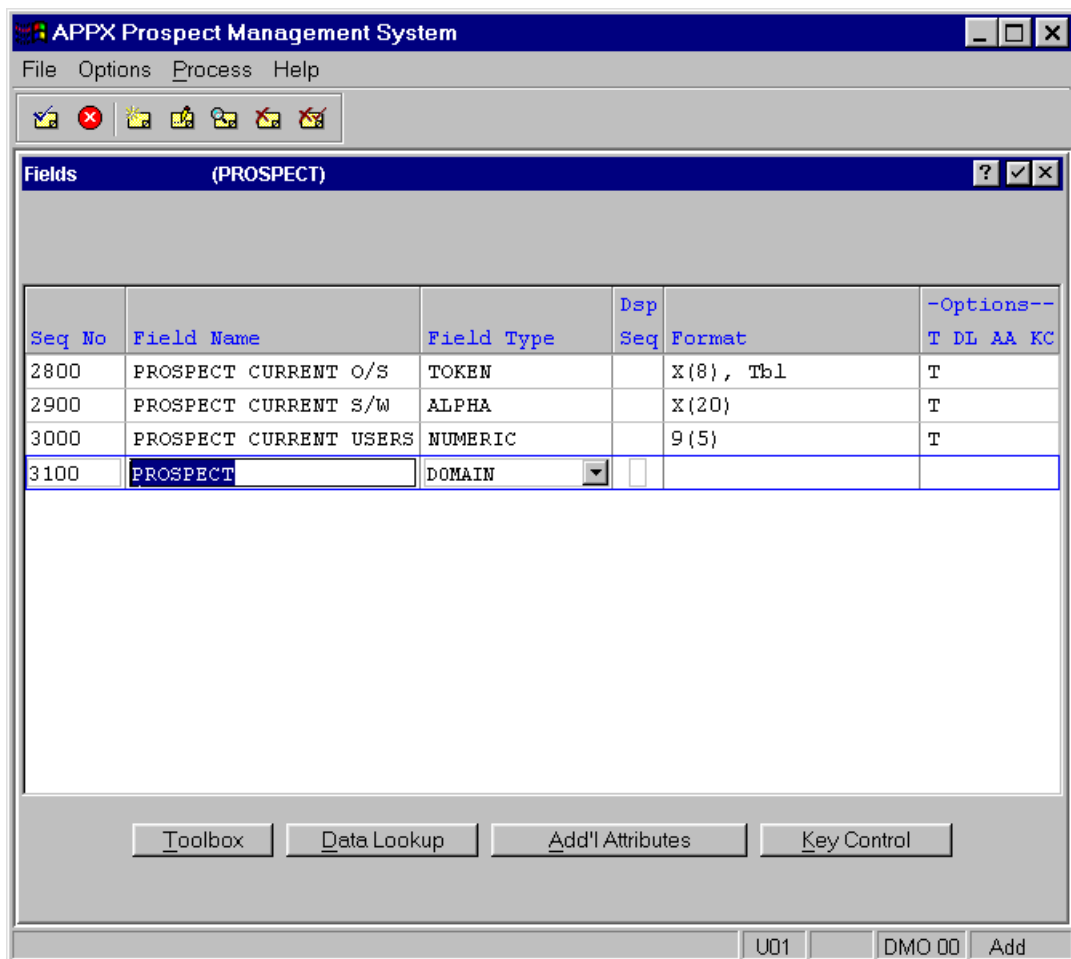 APPX Prospect Management System
File Options Process Help
Fields (PROSPECT)
Dsp -Options--
Seq No Field Name Field Type Seq Format T DL AA KC
2800 PROSPECT CURRENT O/S TOKEN X(8), Tbl T
2900 PROSPECT CURRENT S/W ALPHA X(20) T
3000 PROSPECT CURRENT USERS NUMERIC 9(5) T
3100 PROSPECT DOMAIN
Toolbox Data Lookup Add'l Attributes Key Control
U01 DMO 00 Add